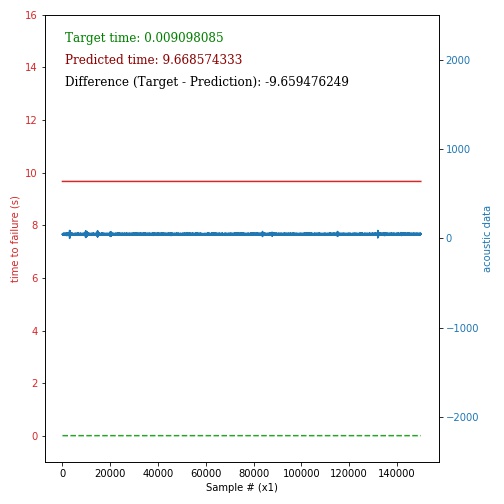 Target time: 0.009098085
Predicted time: 9.668574333
Difference (Target - Prediction): -9.659476249
16
14
12
10
8
6
4
2
0
time to failure (s)
2000
1000
0
−1000
−2000
acoustic data
0 20000 40000 60000 80000 100000 120000 140000
Sample # (x1)